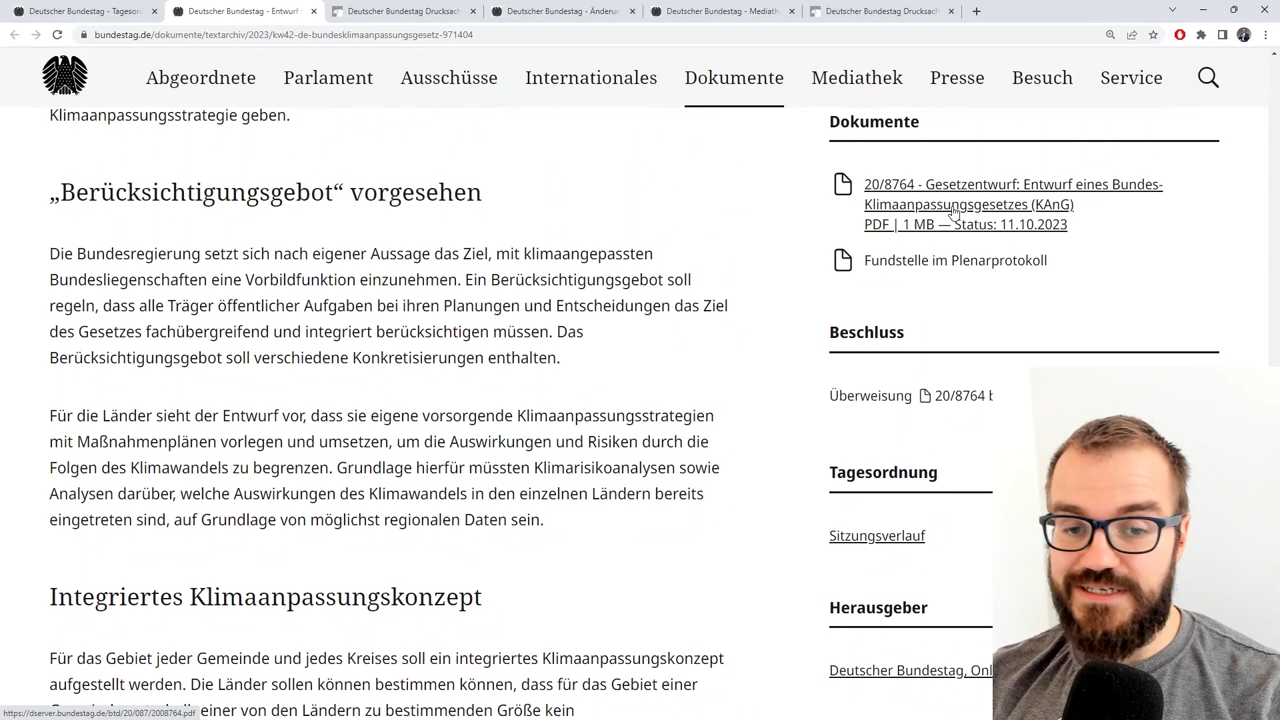 Deutscher Bundestag - Tagesord
Deutscher Bundestag - Entwurf
Deutscher Bundestag Drucksach
Deutscher Bundestag - Änderun
Deutscher Bundestag - Mediath
Deutscher Bundestag Drucksach
bundestag.de/dokumente/textarchiv/2023/kw42-de-bundesklimaanpassungsgesetz-971404
Abgeordnete Parlament Ausschüsse Internationales Dokumente Mediathek Presse Besuch Service
Klimaanpassungsstrategie geben.
„Berücksichtigungsgebot“ vorgesehen
Die Bundesregierung setzt sich nach eigener Aussage das Ziel, mit klimaangepassten
Bundesliegenschaften eine Vorbildfunktion einzunehmen. Ein Berücksichtigungsgebot soll
regeln, dass alle Träger öffentlicher Aufgaben bei ihren Planungen und Entscheidungen das Ziel
des Gesetzes fachübergreifend und integriert berücksichtigen müssen. Das
Berücksichtigungsgebot soll verschiedene Konkretisierungen enthalten.
Für die Länder sieht der Entwurf vor, dass sie eigene vorsorgende Klimaanpassungsstrategien
mit Maßnahmenplänen vorlegen und umsetzen, um die Auswirkungen und Risiken durch die
Folgen des Klimawandels zu begrenzen. Grundlage hierfür müssten Klimarisikoanalysen sowie
Analysen darüber, welche Auswirkungen des Klimawandels in den einzelnen Ländern bereits
eingetreten sind, auf Grundlage von möglichst regionalen Daten sein.
Integriertes Klimaanpassungskonzept
Für das Gebiet jeder Gemeinde und jedes Kreises soll ein integriertes Klimaanpassungskonzept
aufgestellt werden. Die Länder sollen können bestimmen können, dass für das Gebiet einer
einer von den Ländern zu bestimmenden Größe kein
https://dserver.bundestag.de/btd/20/087/2008764.pdf
Dokumente
20/8764 - Gesetzentwurf: Entwurf eines Bundes-
Klimaanpassungsgesetzes (KAnG)
PDF | 1 MB — Status: 11.10.2023
Fundstelle im Plenarprotokoll
Beschluss
Überweisung 20/8764 b
Tagesordnung
Sitzungsverlauf
Herausgeber
Deutscher Bundestag, Onl